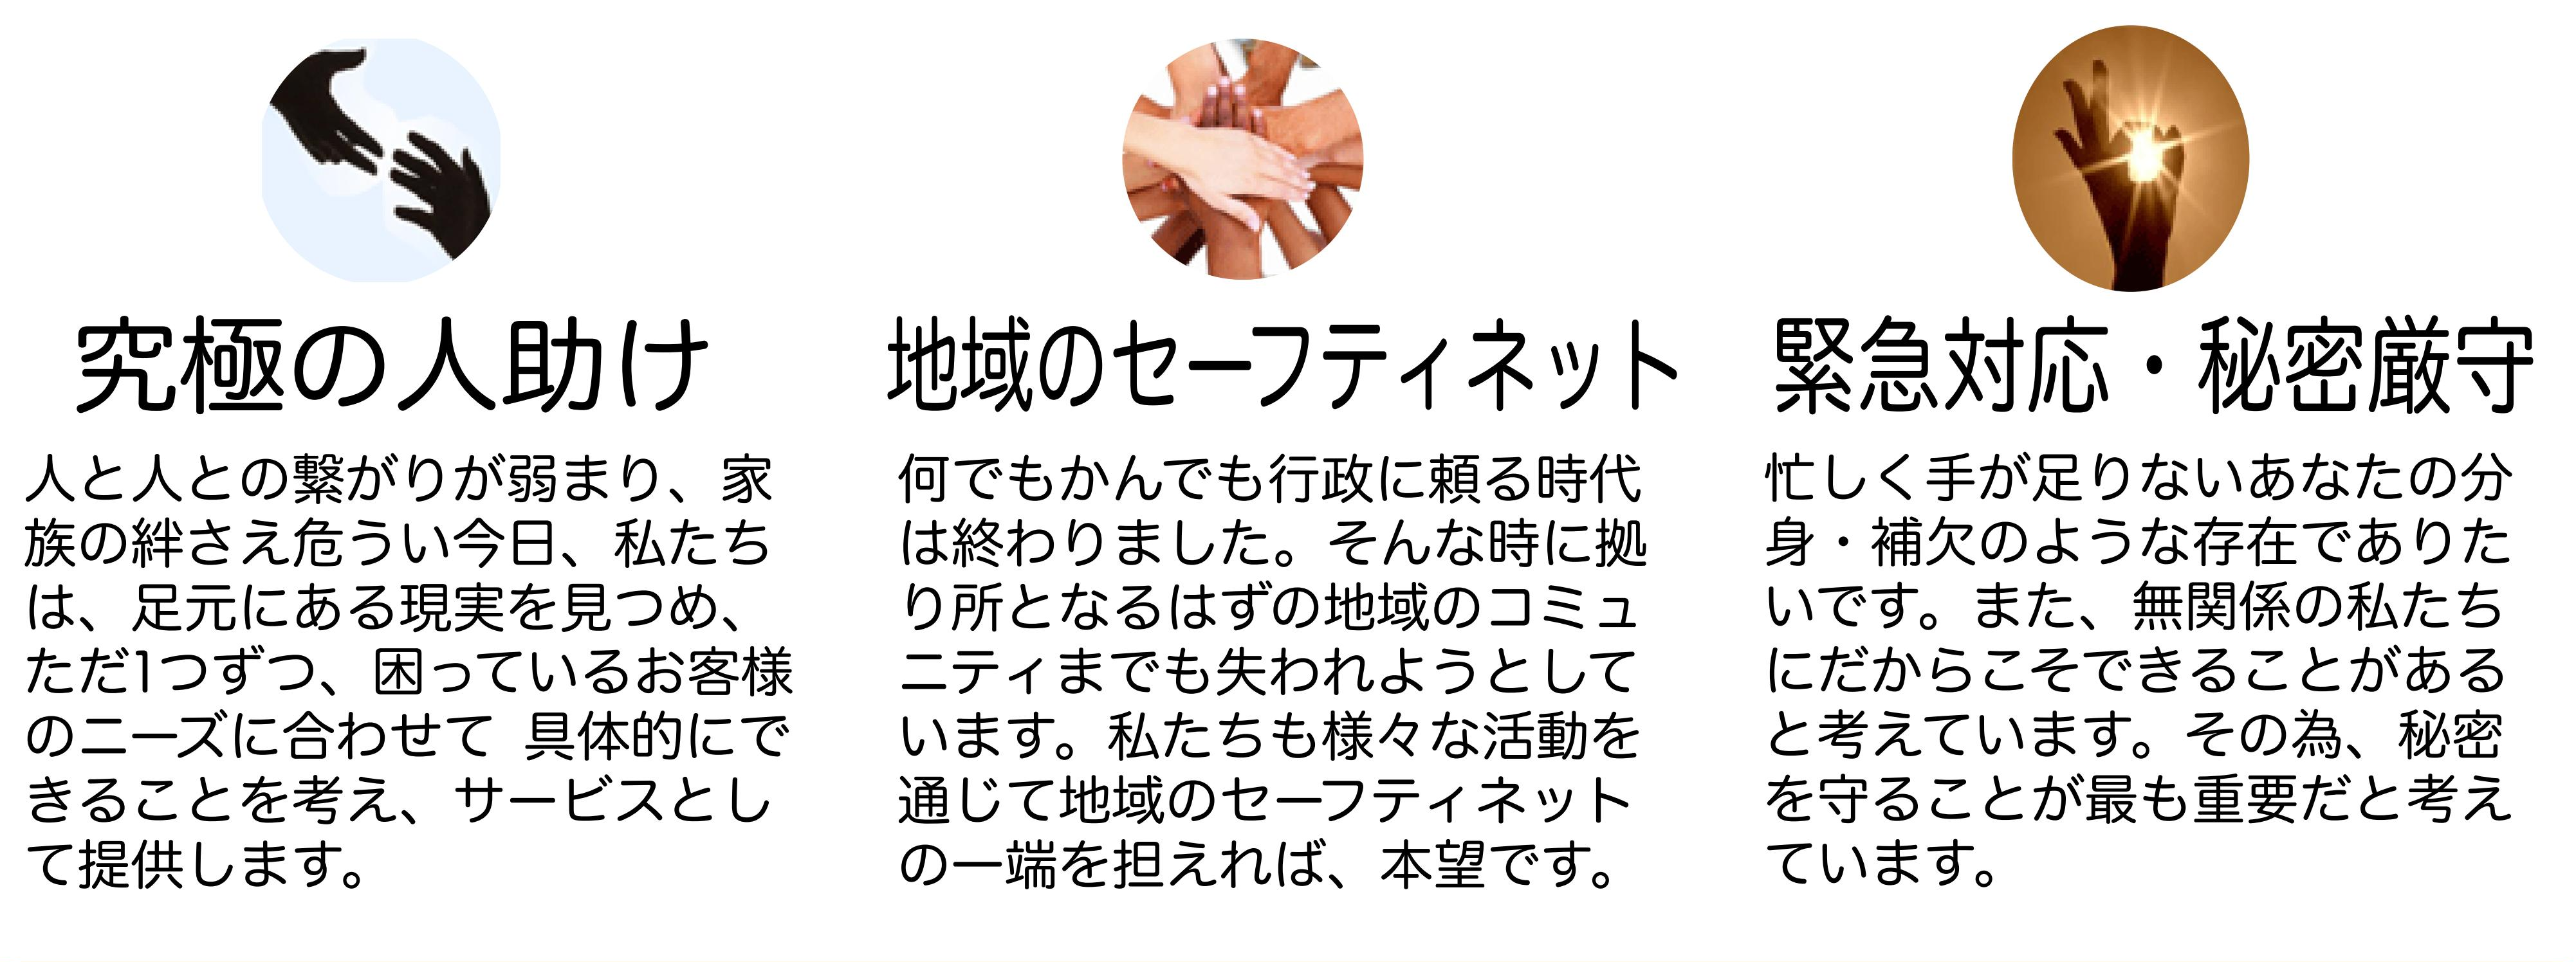 究極の人助け
人と人との繋がりが弱まり、家
族の絆さえ危うい今日、私たち
は、足元にある現実を見つめ、
ただ1つずつ、困っているお客様
のニーズに合わせて 具体的にで
きることを考え、サービスとし
て提供します。
地域のセーフティネット
何でもかんでも行政に頼る時代
は終わりました。そんな時に拠
り所となるはずの地域のコミュ
ニティまでも失われようとして
います。私たちも様々な活動を
通じて地域のセーフティネット
の一端を担えれば、本望です。
緊急対応・秘密厳守
忙しく手が足りないあなたの分
身・補欠のような存在でありた
いです。また、無関係の私たち
にだからこそできることがある
と考えています。その為、秘密
を守ることが最も重要だと考え
ています。